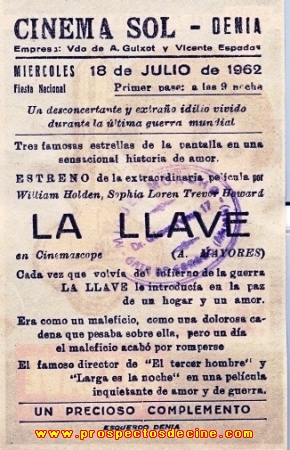 CINEMA SOL - DENIA
Empresa: Vdo de A. Guixot y Vicente Espadas
MIERCOLES 18 de JULIO de 1962
Fiesta Nacional Primer pase: a las 9 noche
Un desconcertante y extraño idilio vivido
durante la última guerra mundial
Tres famosas estrellas de la pantalla en una
sensacional historia de amor.
ESTRENO de la extraordinaria película por
William Holden, Sophia Loren Trevor Howard
LA LLAVE
en Cinemascope (A. MAYORES)
Cada vez que volvía del infierno de la guerra
LA LLAVE le introducía en la paz
de un hogar y un amor.
Era como un maleficio, como una dolorosa ca-
dena que pesaba sobre ella, pero un día
el maleficio acabó por romperse
El famoso director de "El tercer hombre" y
"Larga es la noche" en una película
inquietante de amor y de guerra.
UN PRECIOSO COMPLEMENTO
ESQUERDO DENIA
www.prospectosdecine.com